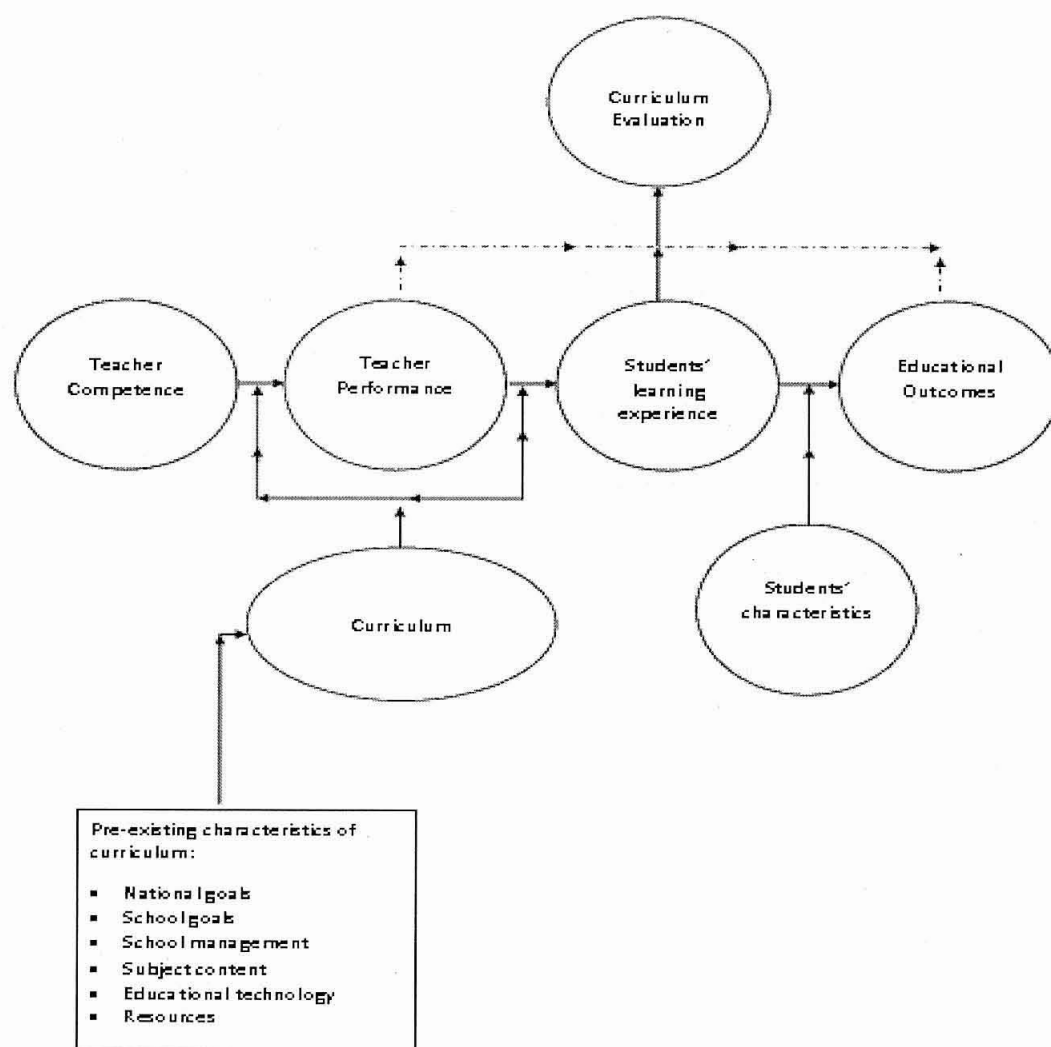 Curriculum
Evaluation
Teacher
Competence
Teacher
Performance
Students'
learning
experience
Educational
Outcomes
Curriculum
Students'
characteristics
Pre-existing characteristics of
curriculum:
▪ National goals
▪ School goals
▪ School management
▪ Subject content
▪ Educational technology
▪ Resources